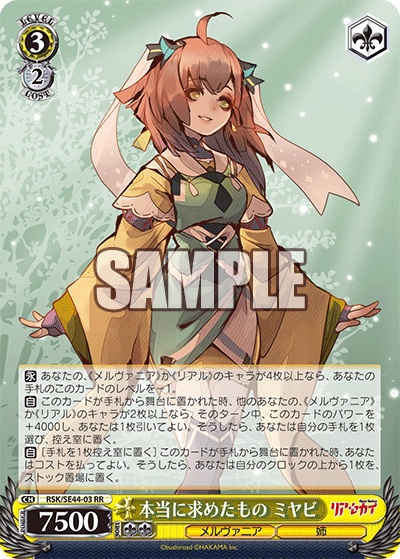 LEVEL
3
2
COST
SAMPLE
永 あなたの、《メルヴァニア》か《リアル》のキャラが4枚以上なら、あなたの
手札のこのカードのレベルを－1。
自 このカードが手札から舞台に置かれた時、他のあなたの、《メルヴァニア》
か《リアル》のキャラが2枚以上なら、そのターン中、このカードのパワーを
＋4000し、あなたは1枚引いてよい。そうしたら、あなたは自分の手札を1
枚選び、控え室に置く。
自 ［手札を1枚控え室に置く］ このカードが手札から舞台に置かれた時、あな
たはコストを払ってよい。そうしたら、あなたは自分のクロックの上から1枚を、
ストック置場に置く。
CH
RSK/SE44-03 RR
7500
本当に求めたもの ミヤビ
リアセカイ
メルヴァニア
姉
©bushiroad ©HAKAMA Inc.